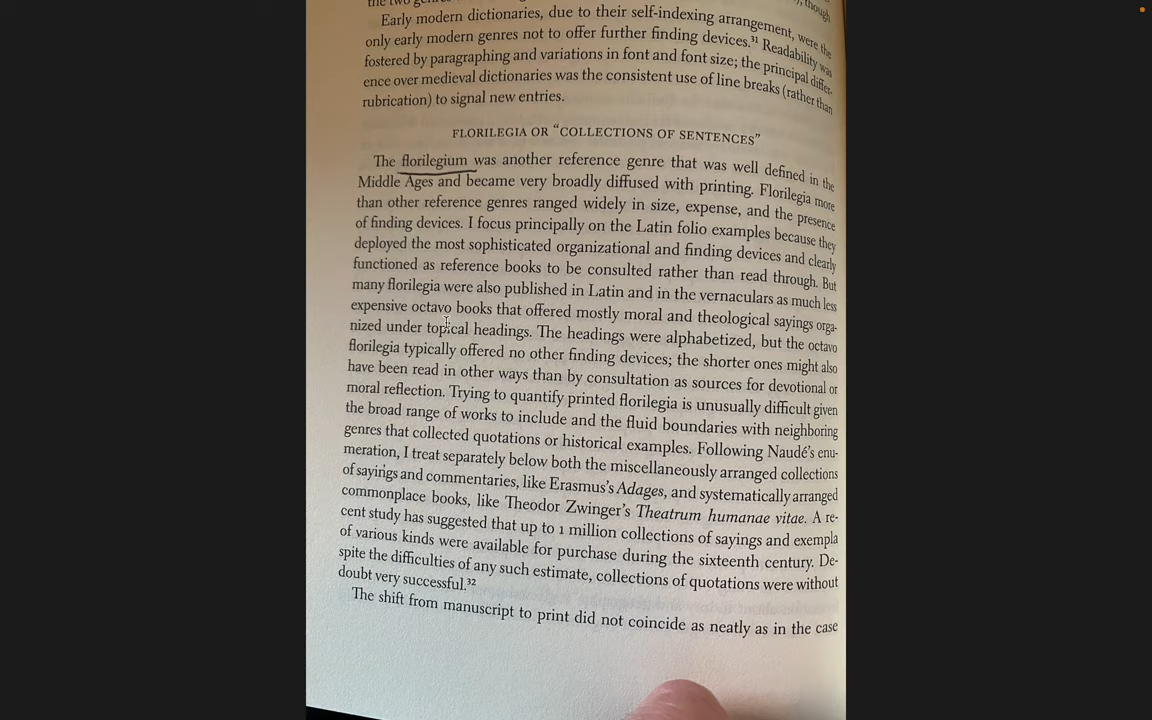 the two genres
though
Early modern dictionaries, due to their self-indexing arrangement, were the
only early modern genres not to offer further finding devices.³¹ Readability was
fostered by paragraphing and variations in font and font size; the principal differ-
ence over medieval dictionaries was the consistent use of line breaks (rather than
rubrication) to signal new entries.
FLORILEGIA OR “COLLECTIONS OF SENTENCES”
The florilegium was another reference genre that was well defined in the
Middle Ages and became very broadly diffused with printing. Florilegia more
than other reference genres ranged widely in size, expense, and the presence
of finding devices. I focus principally on the Latin folio examples because they
deployed the most sophisticated organizational and finding devices and clearly
functioned as reference books to be consulted rather than read through. But
many florilegia were also published in Latin and in the vernaculars as much less
expensive octavo books that offered mostly moral and theological sayings orga-
nized under topical headings. The headings were alphabetized, but the octavo
florilegia typically offered no other finding devices; the shorter ones might also
have been read in other ways than by consultation as sources for devotional or
moral reflection. Trying to quantify printed florilegia is unusually difficult given
the broad range of works to include and the fluid boundaries with neighboring
genres that collected quotations or historical examples. Following Naudé’s enu-
meration, I treat separately below both the miscellaneously arranged collections
of sayings and commentaries, like Erasmus’s Adages, and systematically arranged
commonplace books, like Theodor Zwinger’s Theatrum humanae vitae. A re-
cent study has suggested that up to 1 million collections of sayings and exempla
of various kinds were available for purchase during the sixteenth century. De-
spite the difficulties of any such estimate, collections of quotations were without
doubt very successful.³²
The shift from manuscript to print did not coincide as neatly as in the case